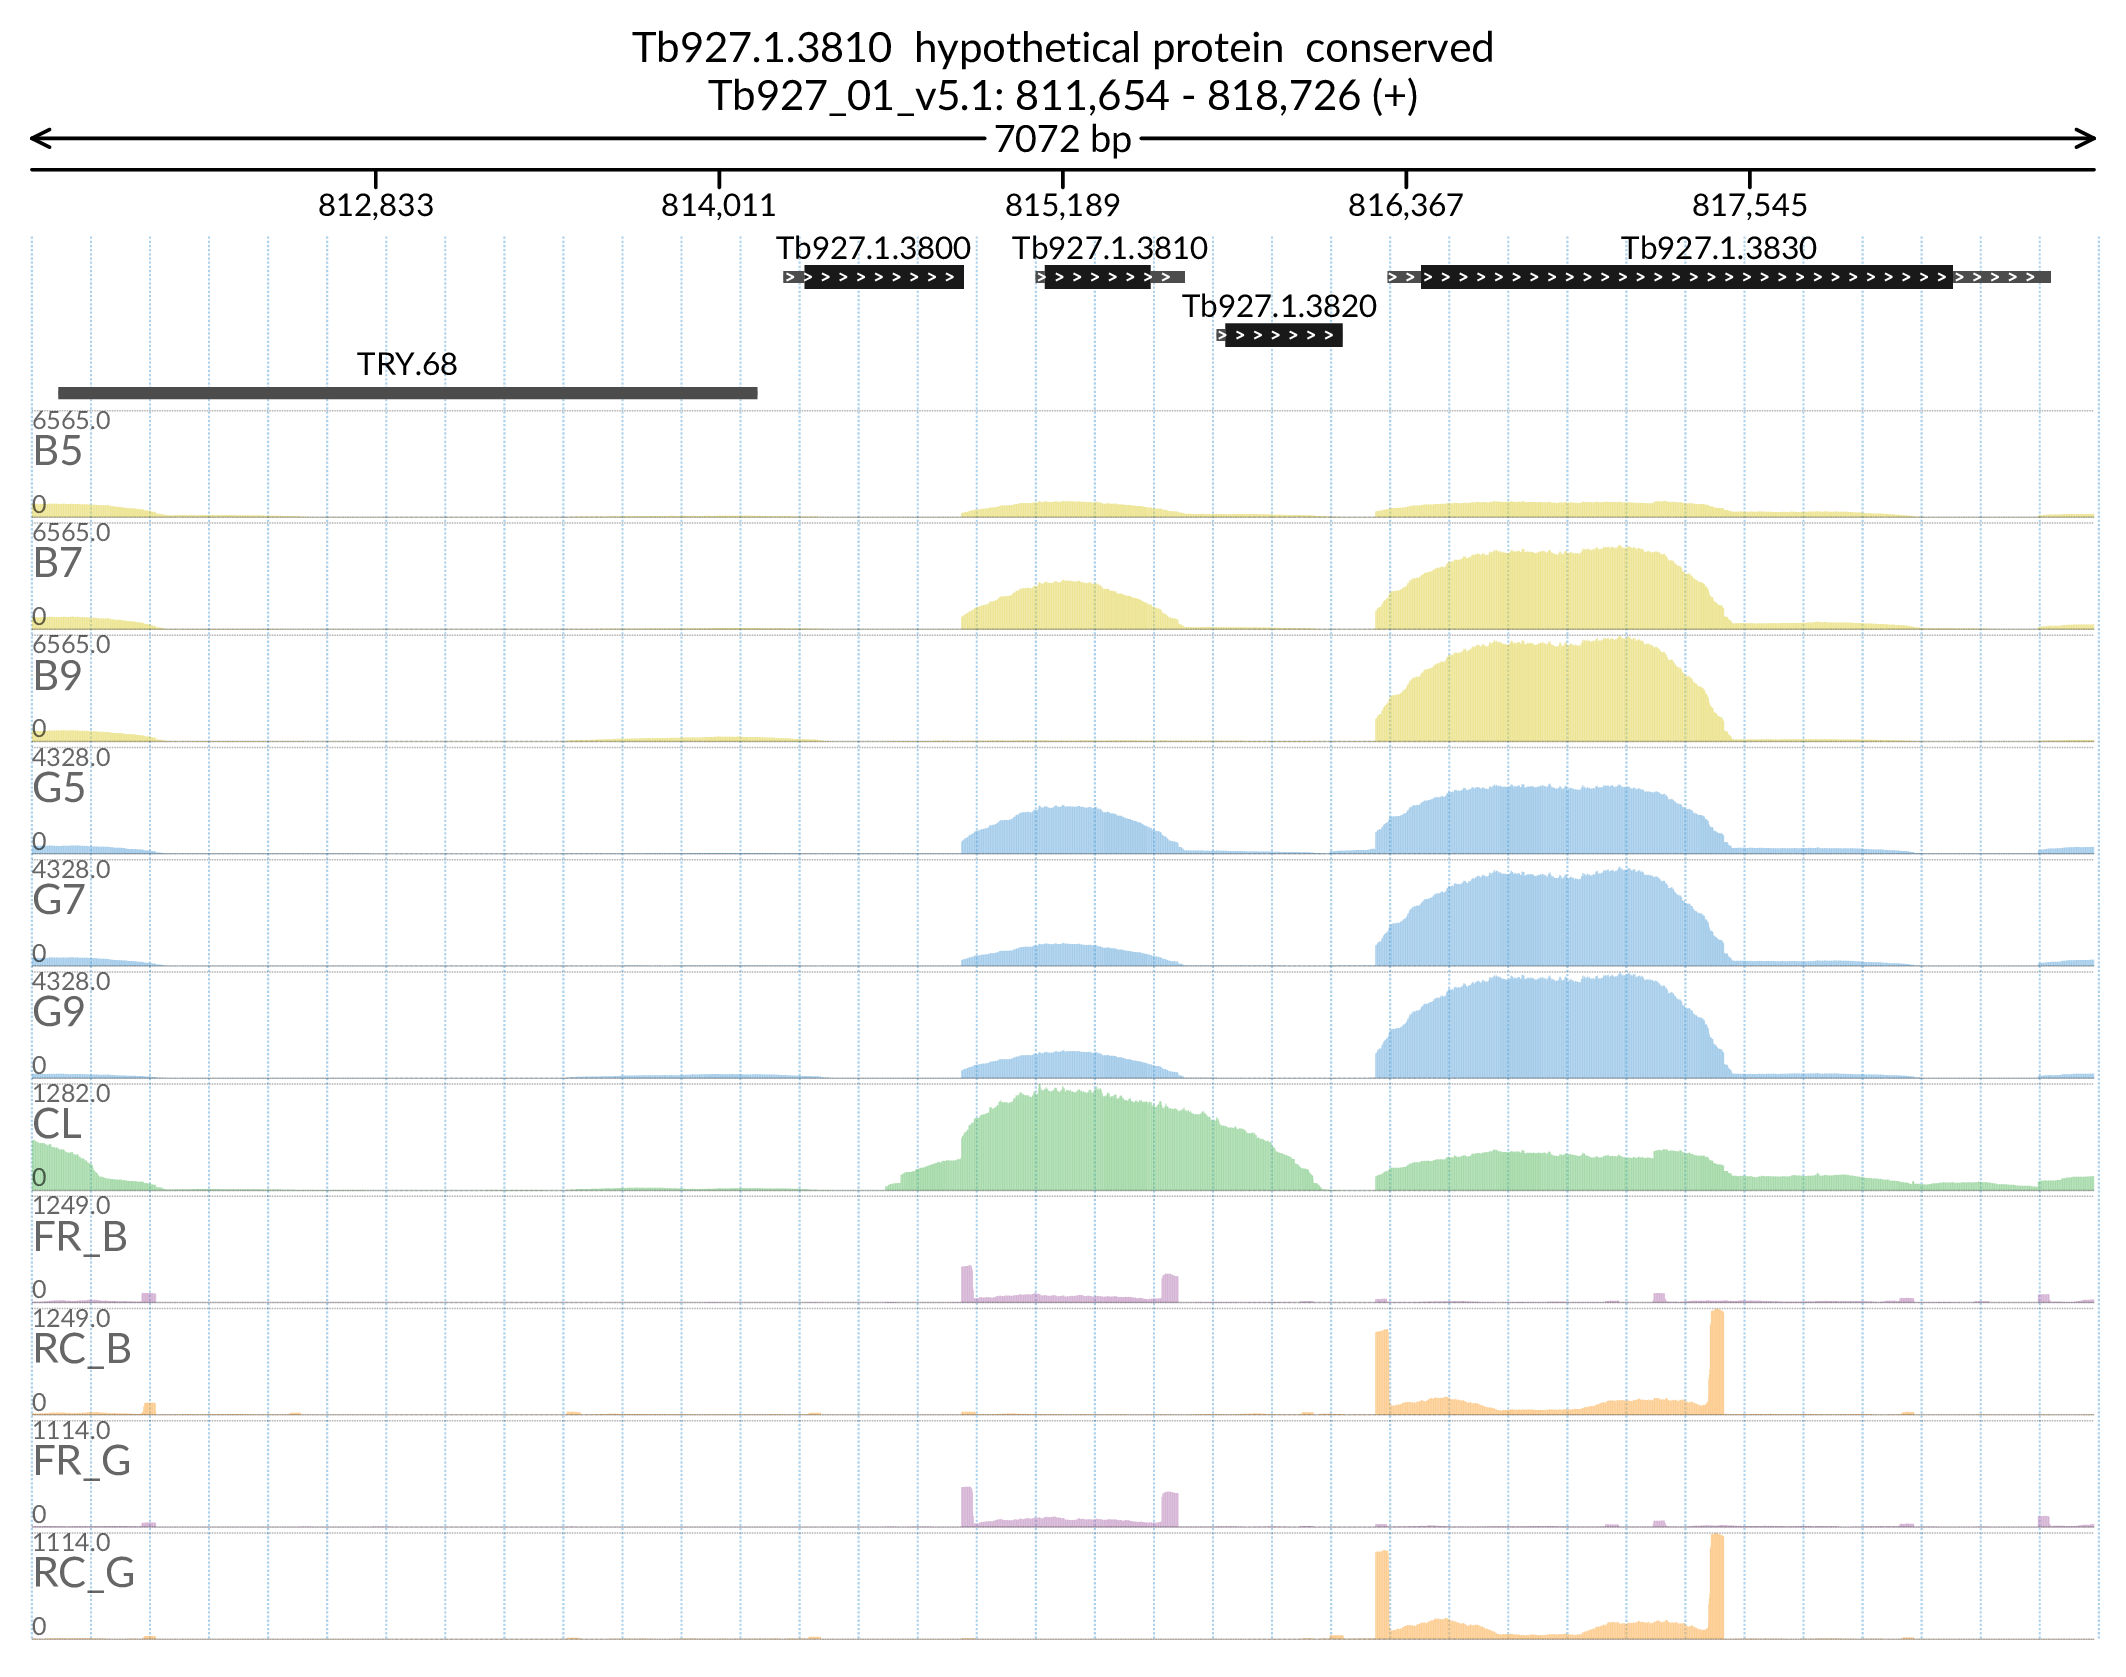 Tb927.1.3810 hypothetical protein conserved
Tb927_01_v5.1: 811,654 - 818,726 (+)
7072 bp
812,833 814,011 815,189 816,367 817,545
Tb927.1.3800 Tb927.1.3810 Tb927.1.3830
Tb927.1.3820
TRY.68
6565.0
B5
0
6565.0
B7
0
6565.0
B9
0
4328.0
G5
0
4328.0
G7
0
4328.0
G9
0
1282.0
CL
0
1249.0
FR_B
0
1249.0
RC_B
0
1114.0
FR_G
0
1114.0
RC_G
0